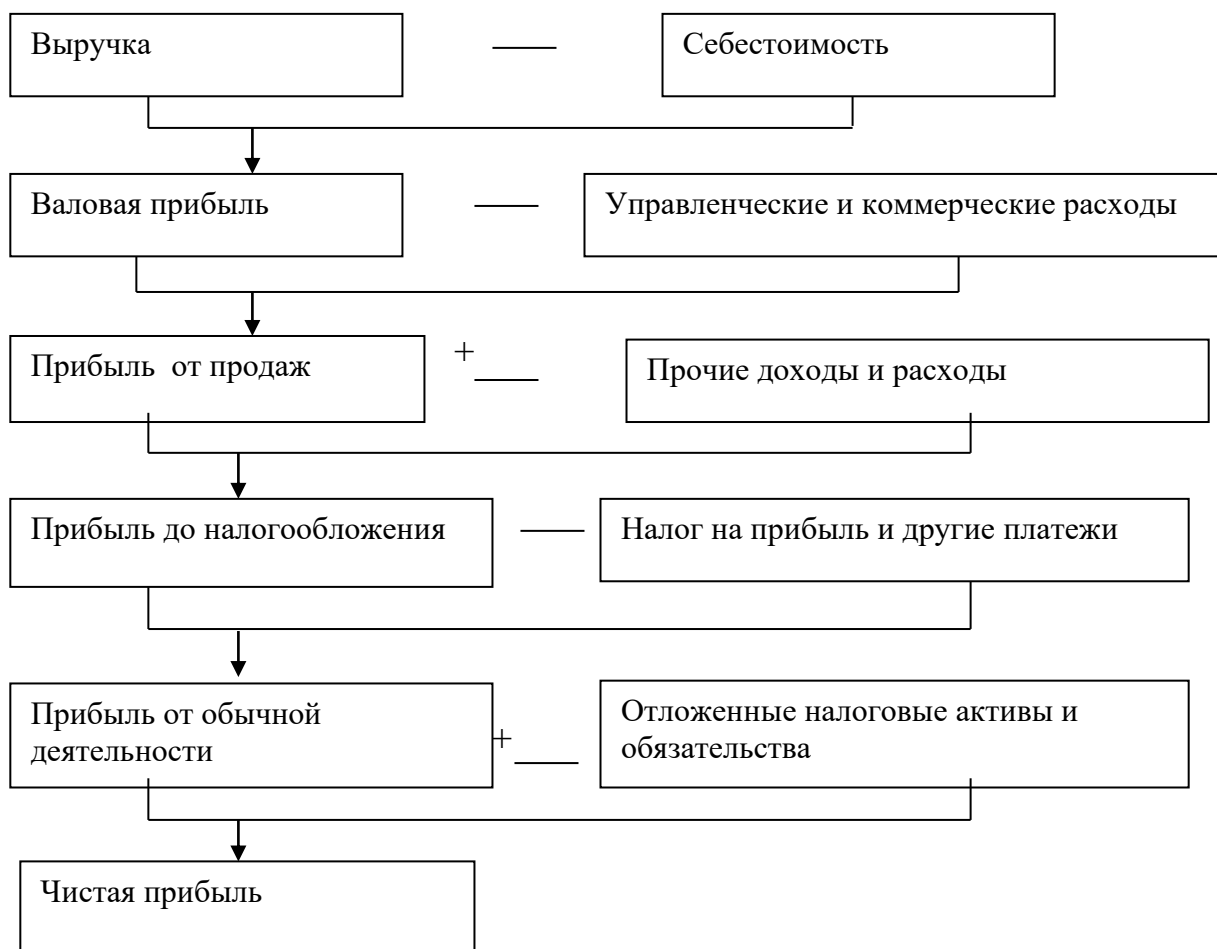 Выручка — Себестоимость
Валовая прибыль — Управленческие и коммерческие расходы
Прибыль от продаж + — Прочие доходы и расходы
Прибыль до налогообложения — Налог на прибыль и другие платежи
Прибыль от обычной
деятельности
+ —
Отложенные налоговые активы и
обязательства
Чистая прибыль